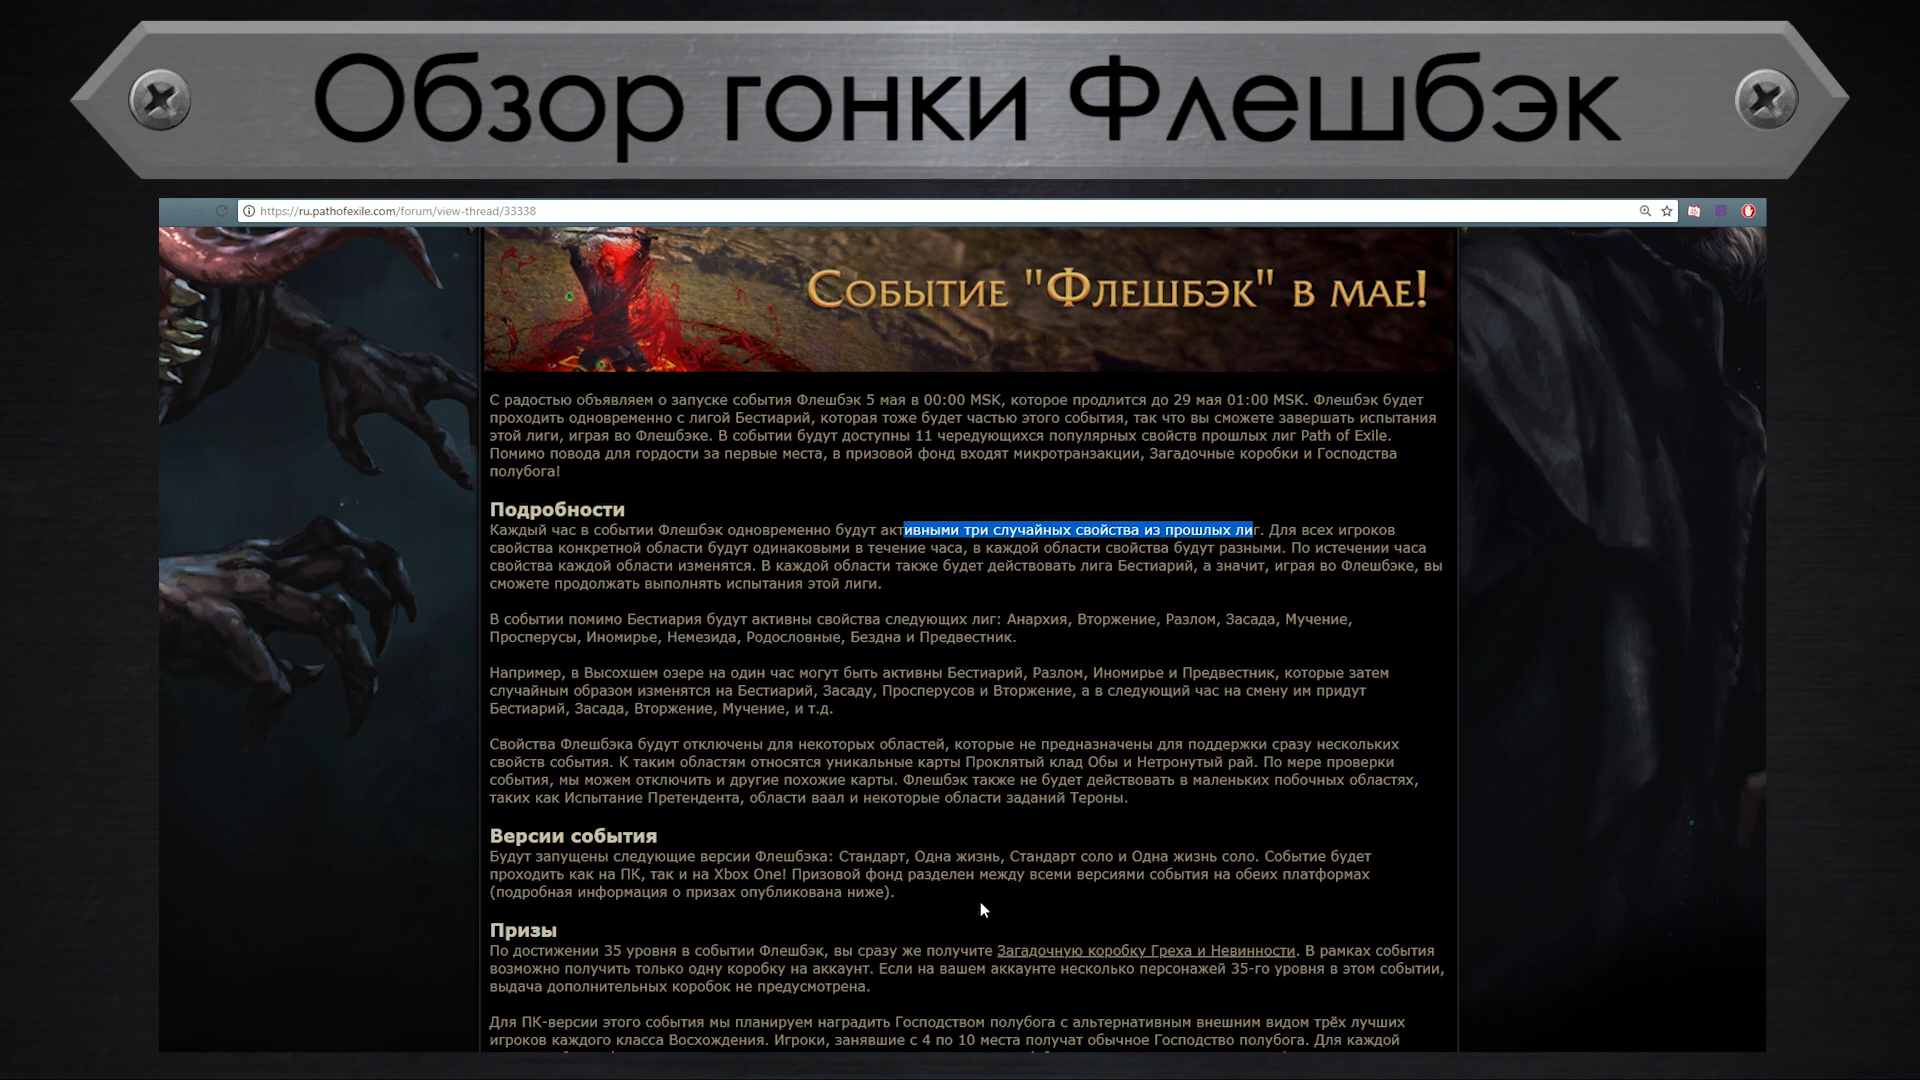 Обзор гонки Флешбэк
https://ru.pathofexile.com/forum/view-thread/33338
Событие "Флешбэк" в мае!
С радостью объявляем о запуске события Флешбэк 5 мая в 00:00 MSK, которое продлится до 29 мая 01:00 MSK. Флешбэк будет
проходить одновременно с лигой Бестиарий, которая тоже будет частью этого события, так что вы сможете завершать испытания
этой лиги, играя во Флешбэке. В событии будут доступны 11 чередующихся популярных свойств прошлых лиг Path of Exile.
Помимо повода для гордости за первые места, в призовой фонд входят микротранзакции, Загадочные коробки и Господства
полубога!
Подробности
Каждый час в событии Флешбэк одновременно будут активными три случайных свойства из прошлых лиг. Для всех игроков
свойства конкретной области будут одинаковыми в течение часа, в каждой области свойства будут разными. По истечении часа
свойства каждой области изменятся. В каждой области также будет действовать лига Бестиарий, а значит, играя во Флешбэке, вы
сможете продолжать выполнять испытания этой лиги.
В событии помимо Бестиария будут активны свойства следующих лиг: Анархия, Вторжение, Разлом, Засада, Мучение,
Просперусы, Иномирье, Немезида, Родословные, Бездна и Предвестник.
Например, в Высохшем озере на один час могут быть активны Бестиарий, Разлом, Иномирье и Предвестник, которые затем
случайным образом изменятся на Бестиарий, Засаду, Просперусов и Вторжение, а в следующий час на смену им придут
Бестиарий, Засада, Вторжение, Мучение, и т.д.
Свойства Флешбэка будут отключены для некоторых областей, которые не предназначены для поддержки сразу нескольких
свойств события. К таким областям относятся уникальные карты Проклятый клад Обы и Нетронутый рай. По мере проверки
события, мы можем отключить и другие похожие карты. Флешбэк также не будет действовать в маленьких побочных областях,
таких как Испытание Претендента, области ваал и некоторые области заданий Тероны.
Версии события
Будут запущены следующие версии Флешбэка: Стандарт, Одна жизнь, Стандарт соло и Одна жизнь соло. Событие будет
проходить как на ПК, так и на Xbox One! Призовой фонд разделен между всеми версиями события на обеих платформах
(подробная информация о призах опубликована ниже).
Призы
По достижении 35 уровня в событии Флешбэк, вы сразу же получите Загадочную коробку Греха и Невинности. В рамках события
возможно получить только одну коробку на аккаунт. Если на вашем аккаунте несколько персонажей 35-го уровня в этом событии,
выдача дополнительных коробок не предусмотрена.
Для ПК-версии этого события мы планируем наградить Господством полубога с альтернативным внешним видом трёх лучших
игроков каждого класса Восхождения. Игроки, занявшие с 4 по 10 места получат обычное Господство полубога. Для каждой